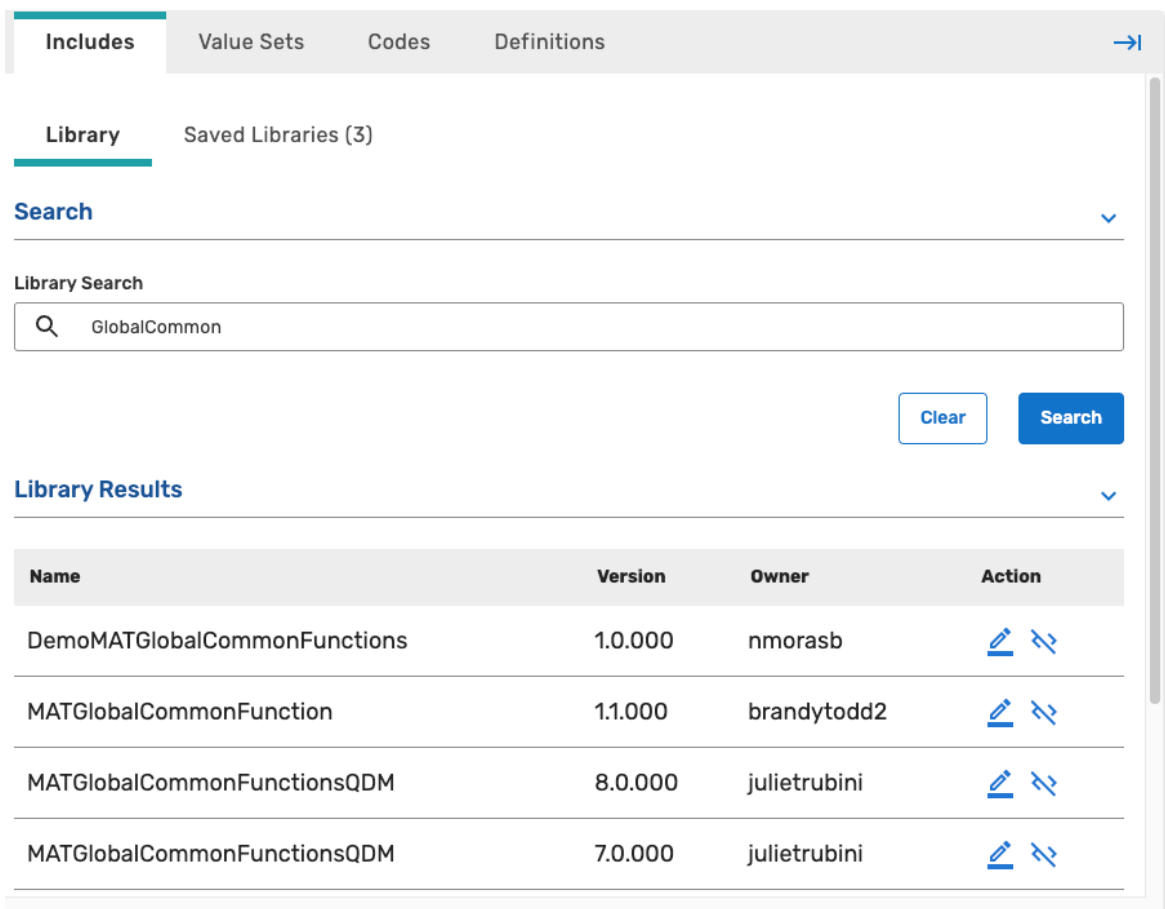 Includes Value Sets Codes Definitions
Library Saved Libraries (3)
Search
Library Search
GlobalCommon
Clear Search
Library Results
Name Version Owner Action
DemoMATGlobalCommonFunctions 1.0.000 nmorasb
MATGlobalCommonFunction 1.1.000 brandytodd2
MATGlobalCommonFunctionsQDM 8.0.000 julietrubini
MATGlobalCommonFunctionsQDM 7.0.000 julietrubini